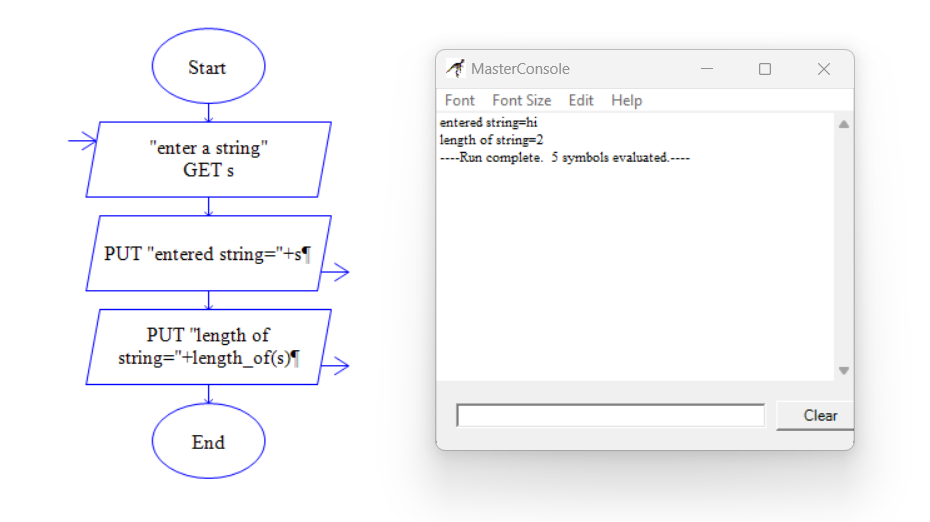 Start
"enter a string"
GET s
PUT "entered string="+s¶
PUT "length of
string="+length_of(s)¶
End
MasterConsole
Font Font Size Edit Help
entered string=hi
length of string=2
----Run complete.  5 symbols evaluated.----
Clear